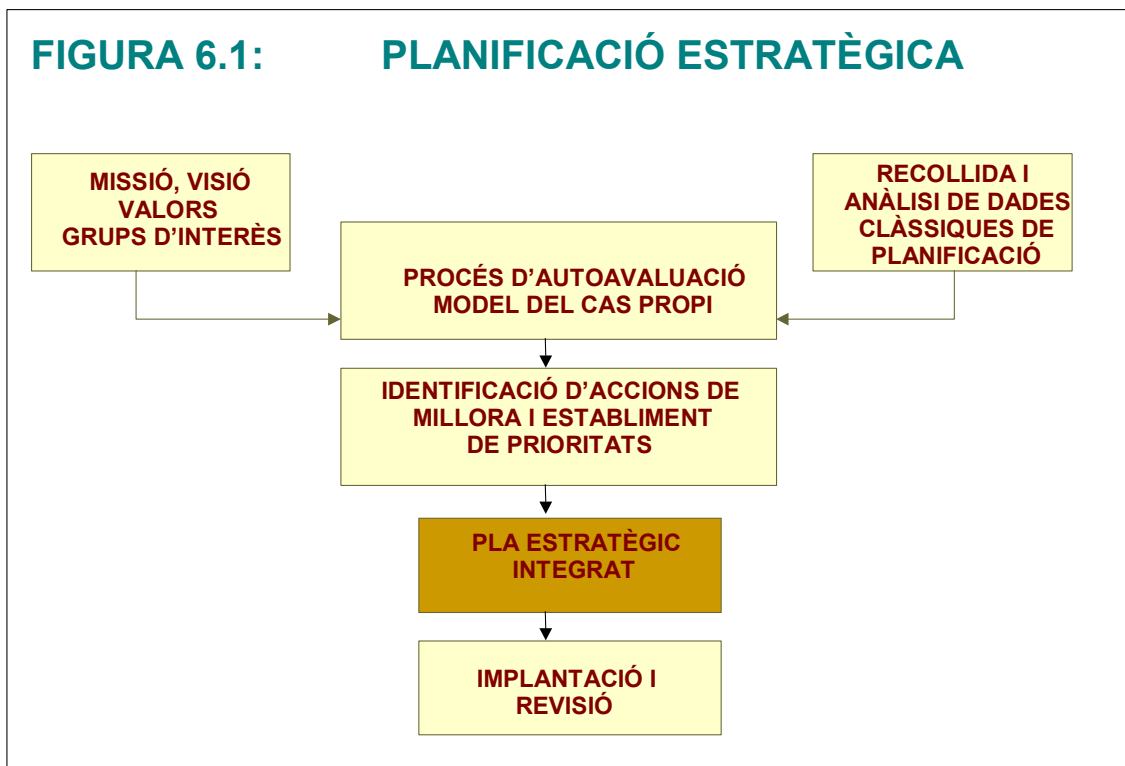 FIGURA 6.1: PLANIFICACIÓ ESTRATÈGICA
MISSIÓ, VISIÓ
VALORS
GRUPS D’INTERÈS
RECOLLIDA I
ANÀLISI DE DADES
CLÀSSIQUES DE
PLANIFICACIÓ
PROCÉS D’AUTOAVALUACIÓ
MODEL DEL CAS PROPI
IDENTIFICACIÓ D’ACCIONS DE
MILLORA I ESTABLIMENT
DE PRIORITATS
PLA ESTRATÈGIC
INTEGRAT
IMPLANTACIÓ I
REVISIÓ